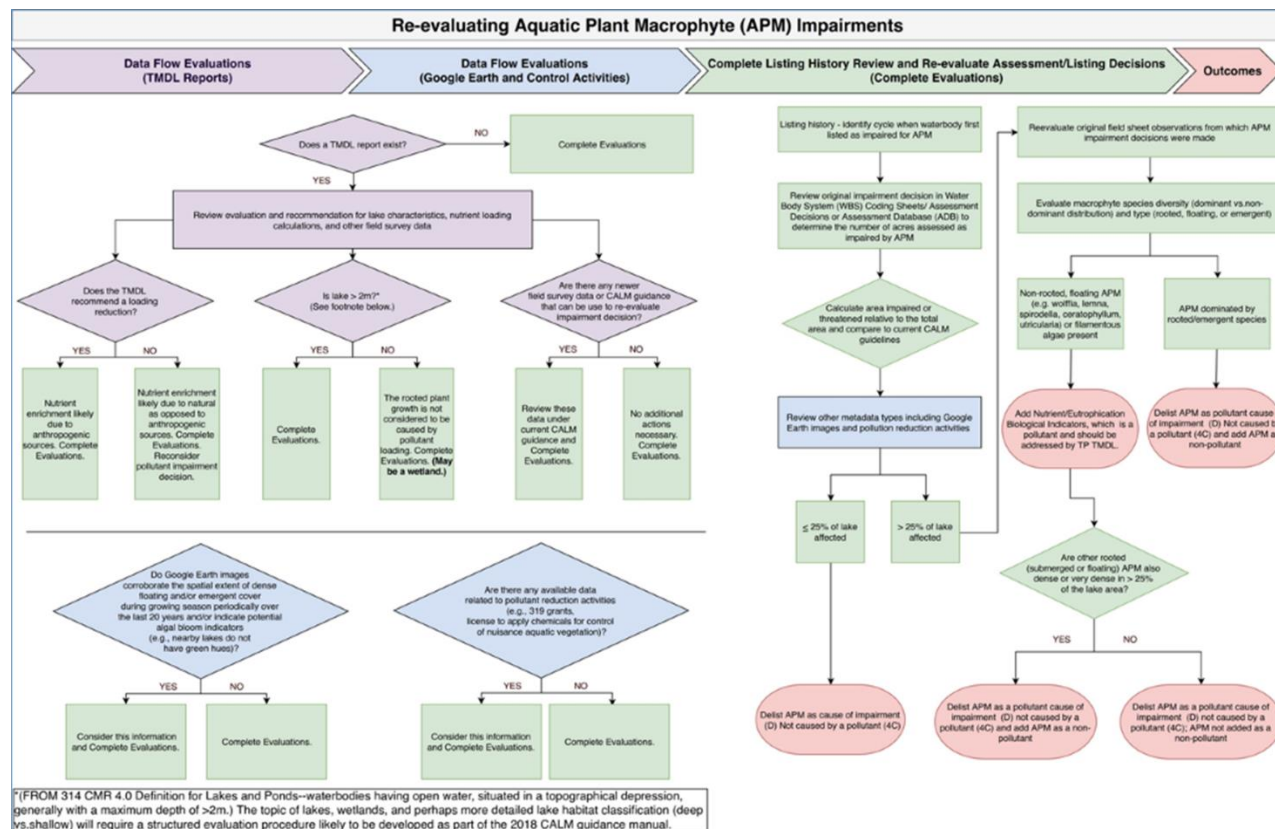 Re-evaluating Aquatic Plant Macrophyte (APM) Impairments
Data Flow Evaluations
(TMDL Reports)
Data Flow Evaluations
(Google Earth and Control Activities)
Complete Listing History Review and Re-evaluate Assessment/Listing Decisions
(Complete Evaluations)
Outcomes
Does a TMDL report exist?
NO
Complete Evaluations
YES
Review evaluation and recommendation for lake characteristics, nutrient loading
calculations, and other field survey data
Does the TMDL
recommend a loading
reduction?
Is lake > 2m?*
(See footnote below.)
Are there any newer
field survey data or CALM guidance
that can be used to re-evaluate
impairment decision?
YES
NO
YES
NO
YES
NO
Nutrient
enrichment likely
due to
anthropogenic
sources. Complete
Evaluations.
Nutrient enrichment
likely due to natural
as opposed to
anthropogenic
sources. Complete
Evaluations.
Reconsider
pollutant impairment
decision.
Complete
Evaluations.
The rooted plant
growth is not
considered to be
caused by
pollutant
loading. Complete
Evaluations. (May
be a wetland.)
Review these
data under
current CALM
guidance and
Complete
Evaluations.
No additional
actions
necessary.
Complete
Evaluations.
Do Google Earth images
corroborate the spatial extent of dense
floating and/or emergent cover
during growing season periodically over
the last 20 years and/or indicate potential
algal bloom indicators
(e.g., nearby lakes do not
have green hues)?
YES
NO
Consider this information
and Complete Evaluations.
Complete Evaluations.
Are there any available data
related to pollutant reduction activities
(e.g., 319 grants,
license to apply chemicals for control
of nuisance aquatic vegetation)?
YES
NO
Consider this information
and Complete Evaluations.
Complete Evaluations.
*(FROM 314 CMR 4.0 Definition for Lakes and Ponds--waterbodies having open water, situated in a topographical depression,
generally with a maximum depth of >2m.) The topic of lakes, wetlands, and perhaps more detailed lake habitat classification (deep
vs.shallow) will require a structured evaluation procedure likely to be developed as part of the 2018 CALM guidance manual.
Listing history - identify cycle when waterbody first
listed as impaired for APM
Review original impairment decision in Water
Body System (WBS) Coding Sheets/ Assessment
Decisions or Assessment Database (ADB) to
determine the number of acres assessed as
impaired by APM
Calculate area impaired or
threatened relative to the total
area and compare to current CALM
guidelines
Review other metadata types including Google
Earth images and pollution reduction activities
≤ 25% of lake
affected
> 25% of lake
affected
Delist APM as cause of impairment
(D) Not caused by a pollutant (4C)
Reevaluate original field sheet observations from which APM
impairment decisions were made
Evaluate macrophyte species diversity (dominant vs.non-
dominant distribution) and type (rooted, floating, or emergent)
Non-rooted, floating APM
(e.g. wolffia, lemna,
spirodella, ceratophyllum,
utricularia) or filamentous
algae present
APM dominated by
rooted/emergent species
Add Nutrient/Eutrophication
Biological Indicators, which is a
pollutant and should be
addressed by TP TMDL.
Delist APM as pollutant cause
of impairment (D) Not caused by
a pollutant (4C) and add APM a
non-pollutant
Are other rooted
(submerged or floating) APM also
dense or very dense in > 25%
of the lake area?
YES
NO
Delist APM as a pollutant cause of
impairment (D) not caused by a
pollutant (4C) and add APM as a non-
pollutant
Delist APM as a pollutant cause of
impairment (D) not caused by a
pollutant (4C); APM not added as a
non-pollutant